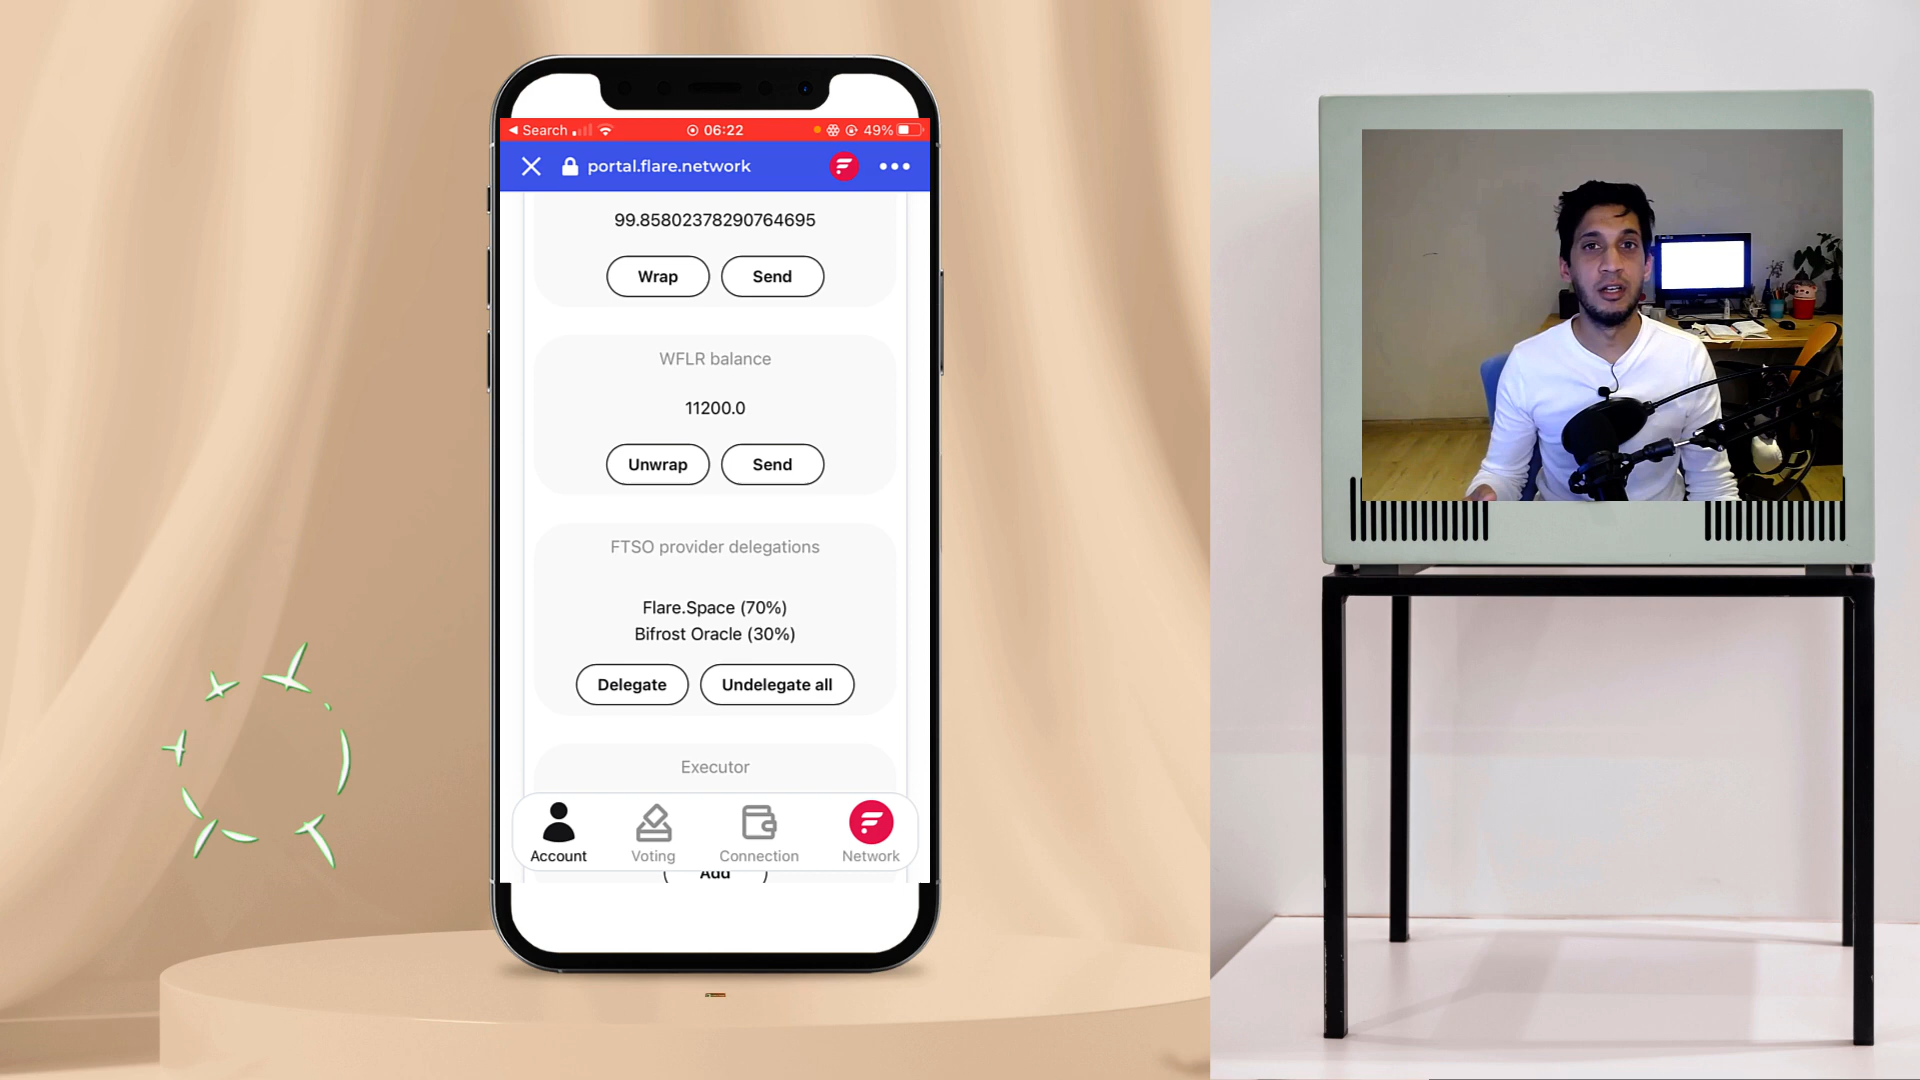 Search 06:22 49%
portal.flare.network
99.85802378290764695
Wrap Send
WFLR balance
11200.0
Unwrap Send
FTSO provider delegations
Flare.Space (70%)
Bifrost Oracle (30%)
Delegate Undelegate all
Executor
Account Voting Connection Network
Add